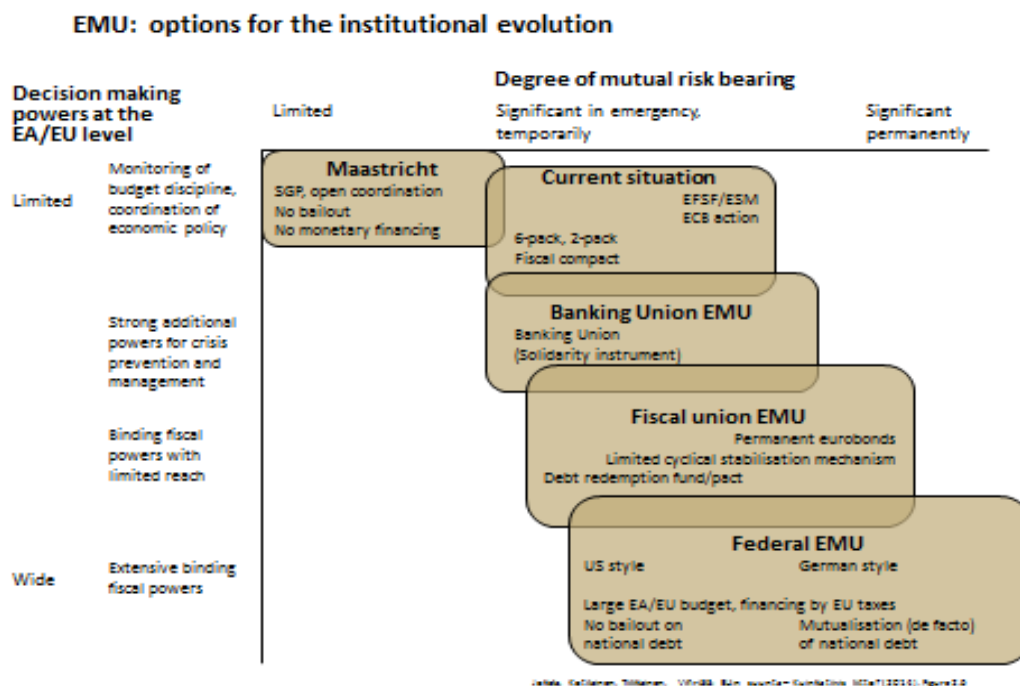 EMU: options for the institutional evolution
Degree of mutual risk bearing
Decision making
powers at the
EA/EU level
Limited
Significant in emergency,
temporarily
Significant
permanently
Limited
Monitoring of
budget discipline,
coordination of
economic policy
Maastricht
SGP, open coordination
No bailout
No monetary financing
Current situation
EFSF/ESM
ECB action
6-pack, 2-pack
Fiscal compact
Strong additional
powers for crisis
prevention and
management
Banking Union EMU
Banking Union
(Solidarity instrument)
Binding fiscal
powers with
limited reach
Fiscal union EMU
Permanent eurobonds
Limited cyclical stabilisation mechanism
Debt redemption fund/pact
Wide
Extensive binding
fiscal powers
Federal EMU
US style
German style
Large EA/EU budget, financing by EU taxes
No bailout on
national debt
Mutualisation (de facto)
of national debt